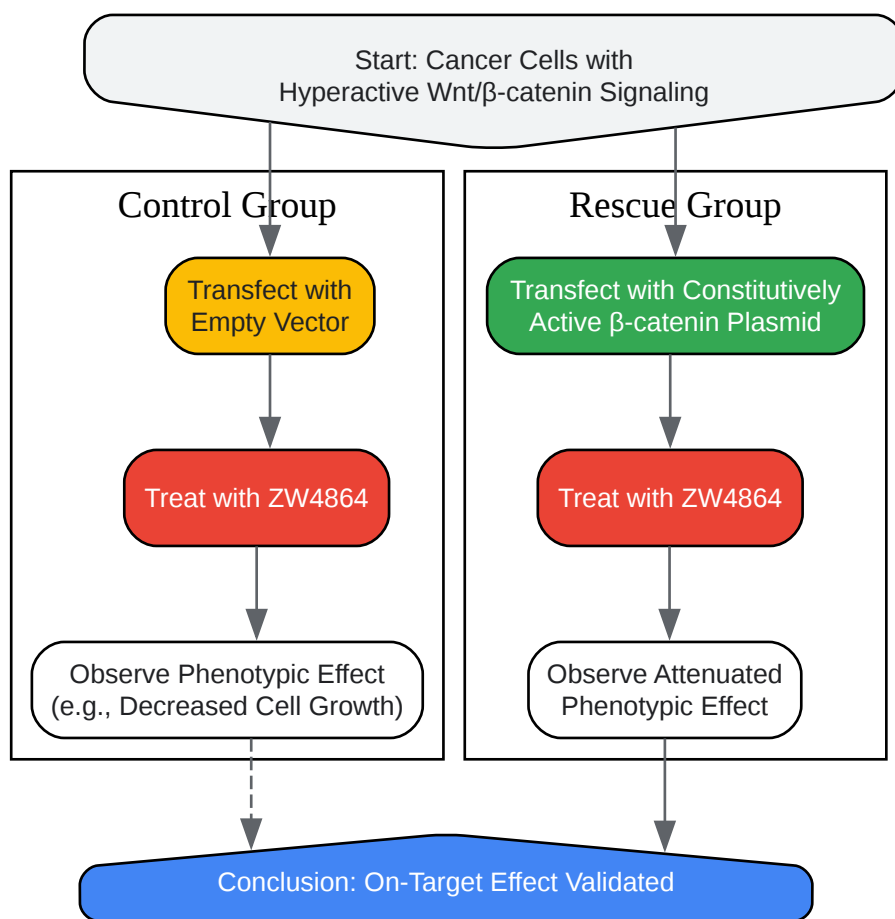 Start: Cancer Cells with
Hyperactive Wnt/β-catenin Signaling
Control Group
Transfect with
Empty Vector
Treat with ZW4864
Observe Phenotypic Effect
(e.g., Decreased Cell Growth)
Rescue Group
Transfect with Constitutively
Active β-catenin Plasmid
Treat with ZW4864
Observe Attenuated
Phenotypic Effect
Conclusion: On-Target Effect Validated